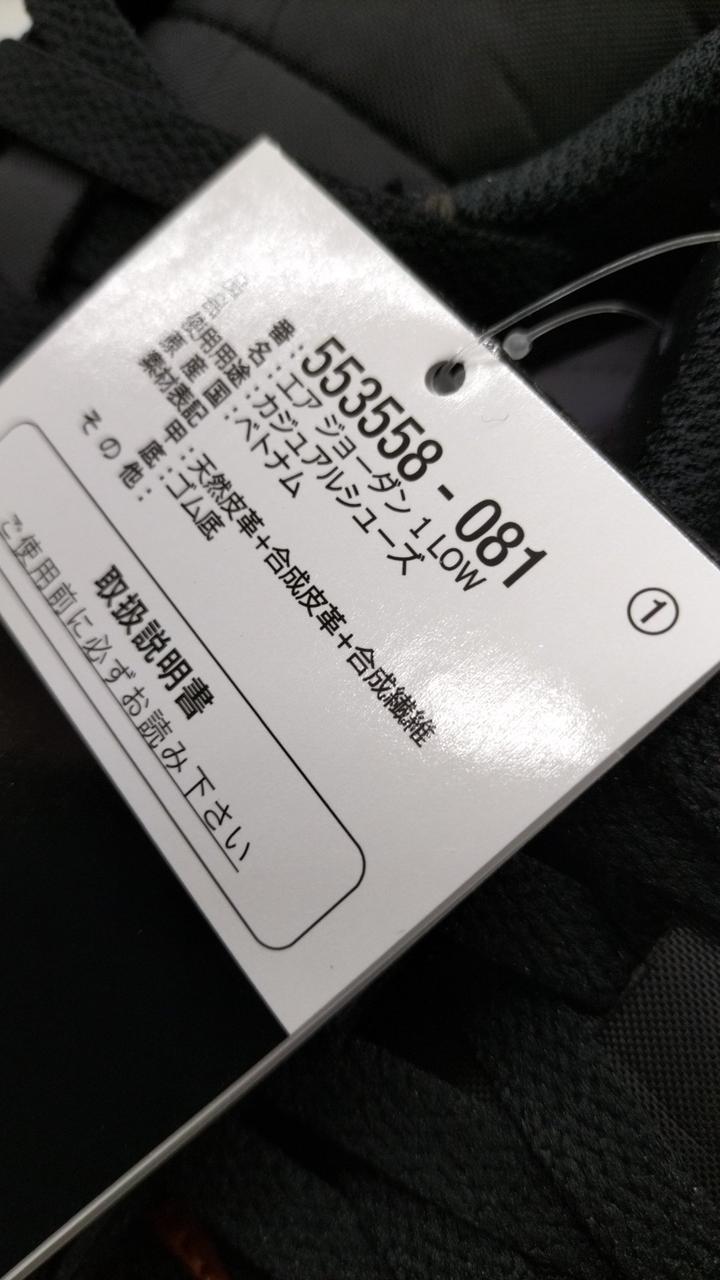 品番：553558-081
品名：エア ジョーダン 1 LOW
使用用途：カジュアルシューズ
原産国：ベトナム
素材表記 甲：天然皮革+合成皮革+合成繊維
底：ゴム底
その他：
取扱説明書
ご使用前に必ずお読み下さい
①